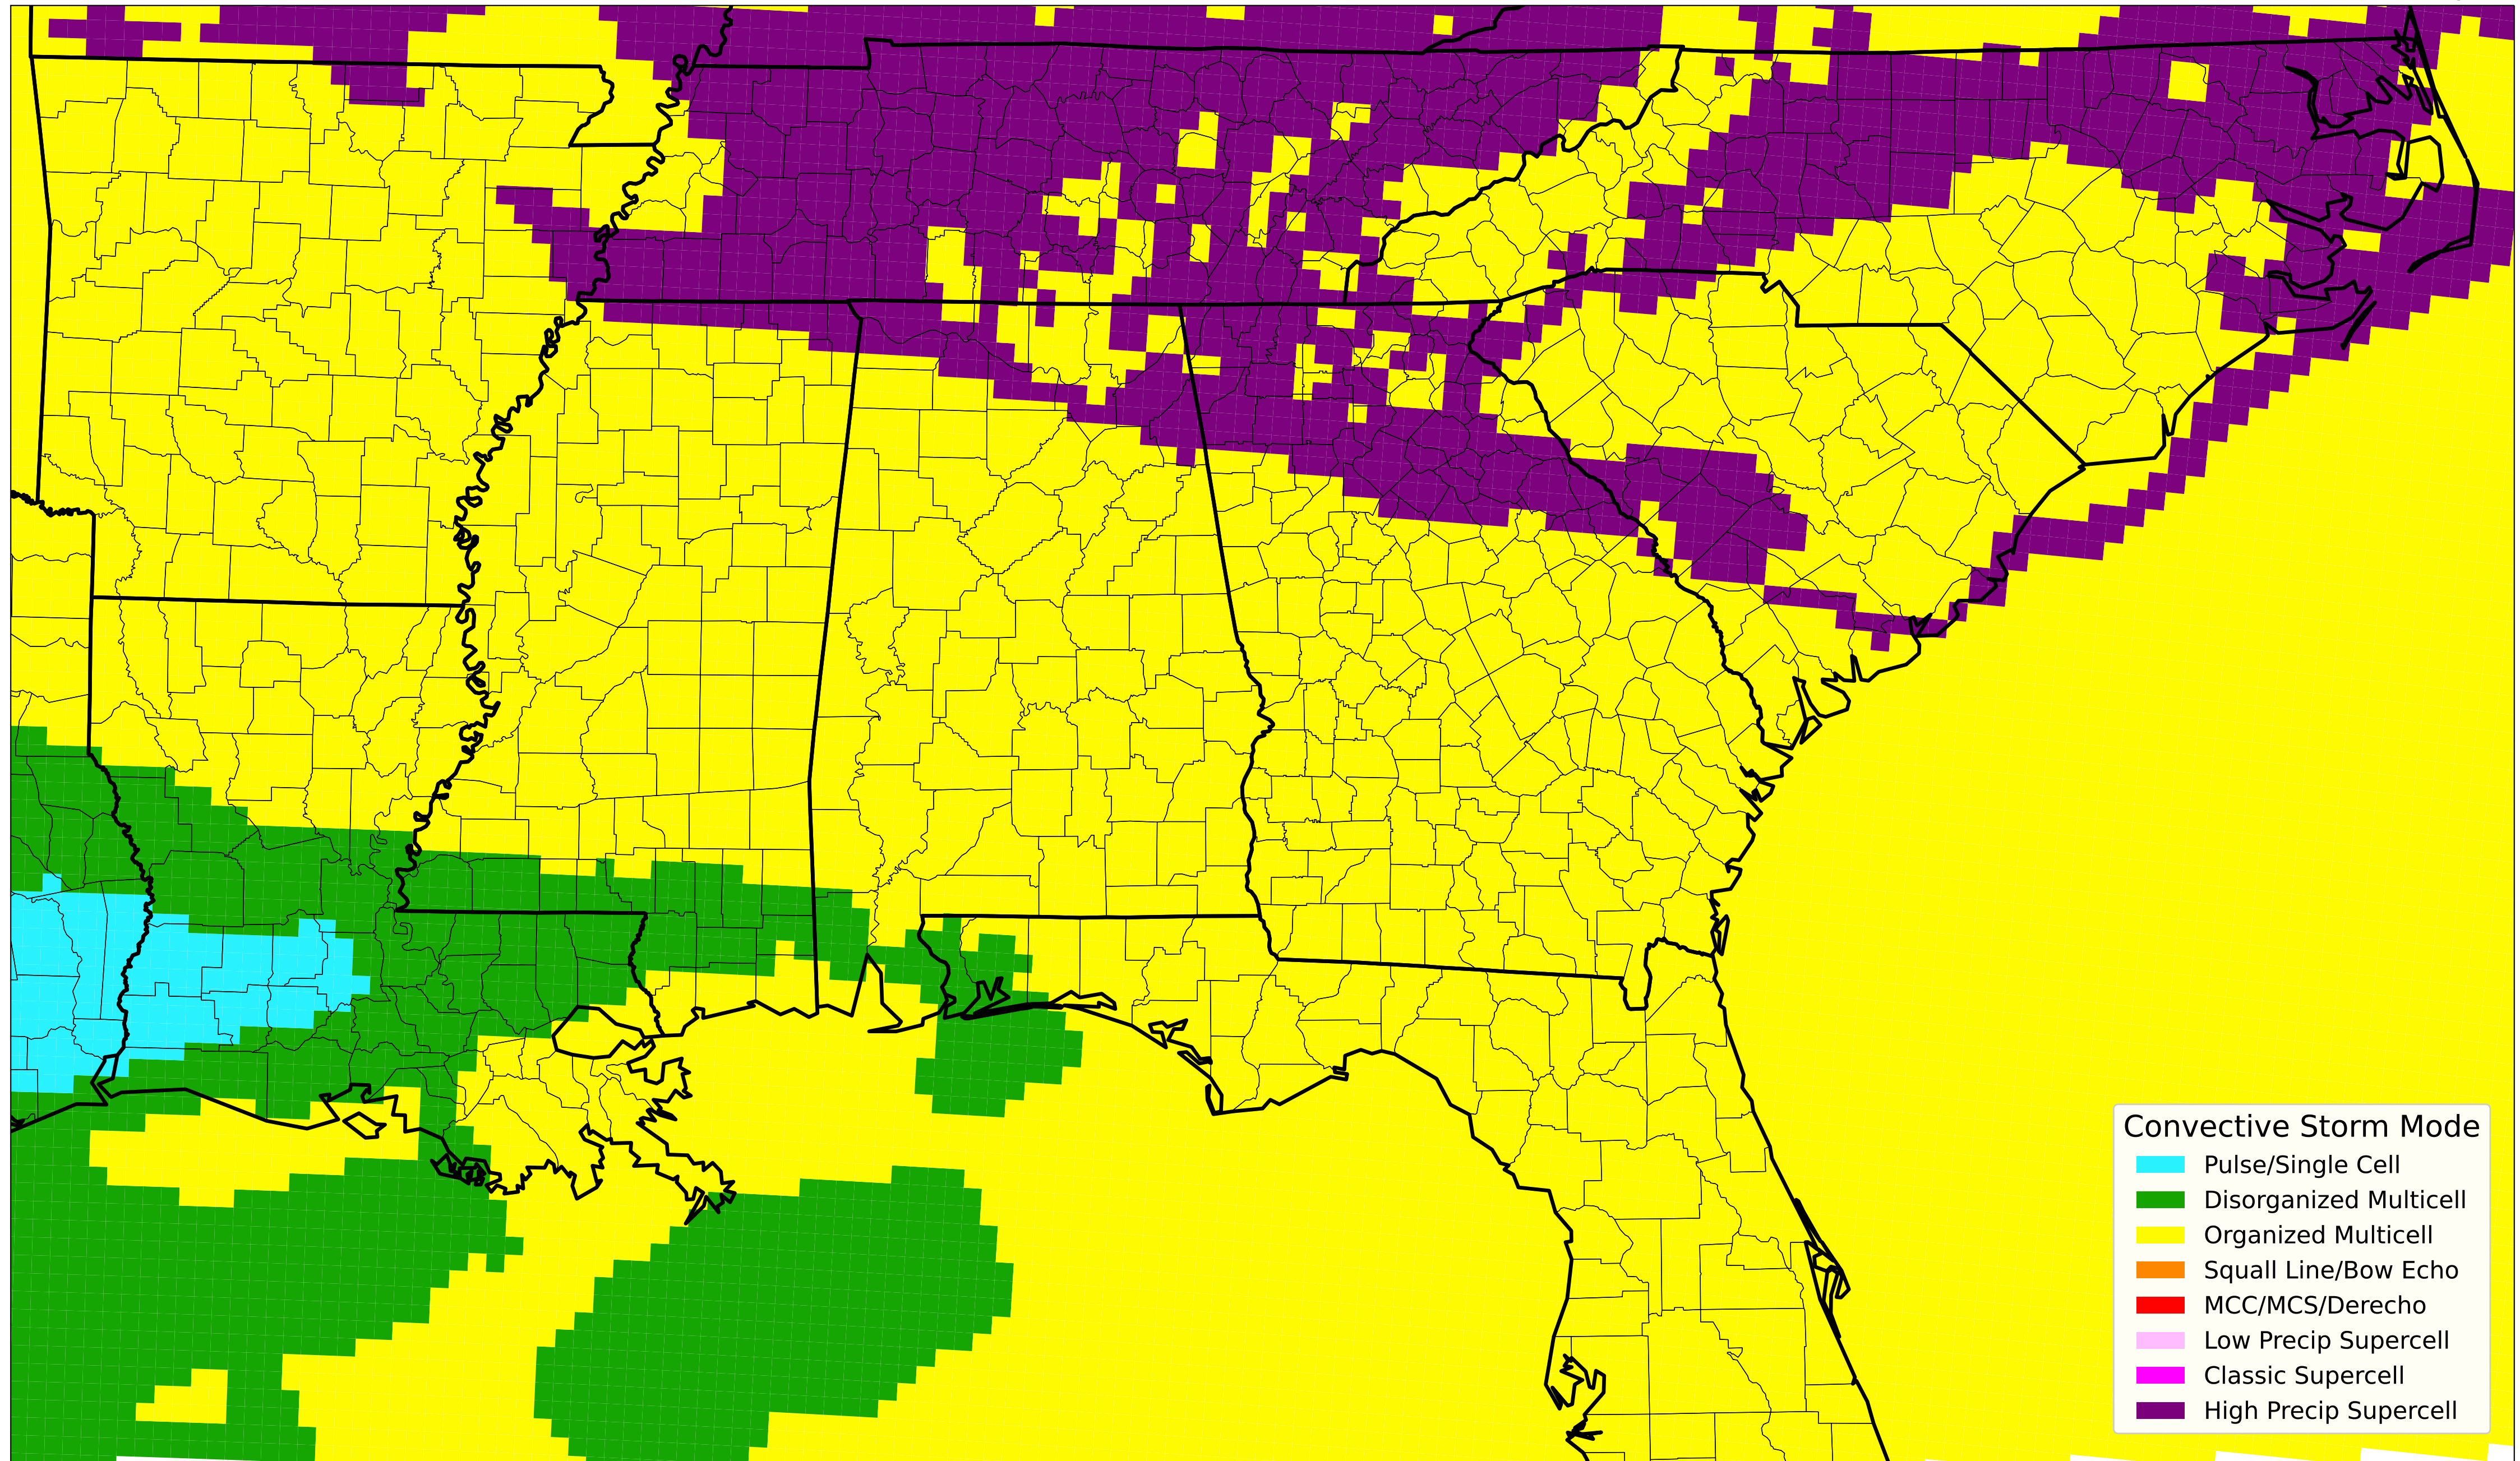 Convective Storm Mode
Pulse/Single Cell
Disorganized Multicell
Organized Multicell
Squall Line/Bow Echo
MCC/MCS/Derecho
Low Precip Supercell
Classic Supercell
High Precip Supercell